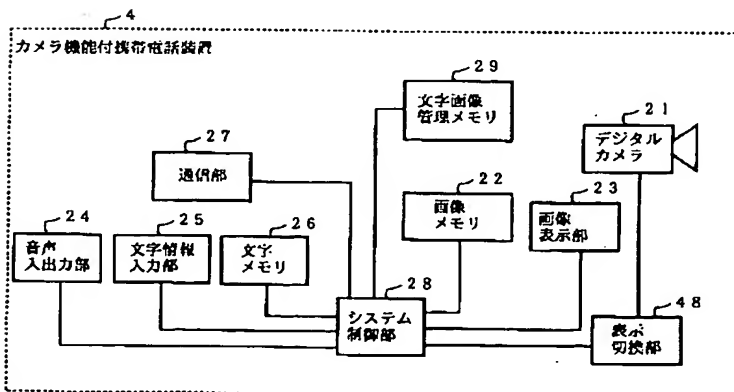 4
カメラ機能付携帯電話装置
29
文字画像
管理メモリ
21
デジタル
カメラ
27
通信部
22
画像
メモリ
23
画像
表示部
24
音声
入出力部
25
文字情報
入力部
26
文字
メモリ
28
システム
制御部
48
表示
切換部